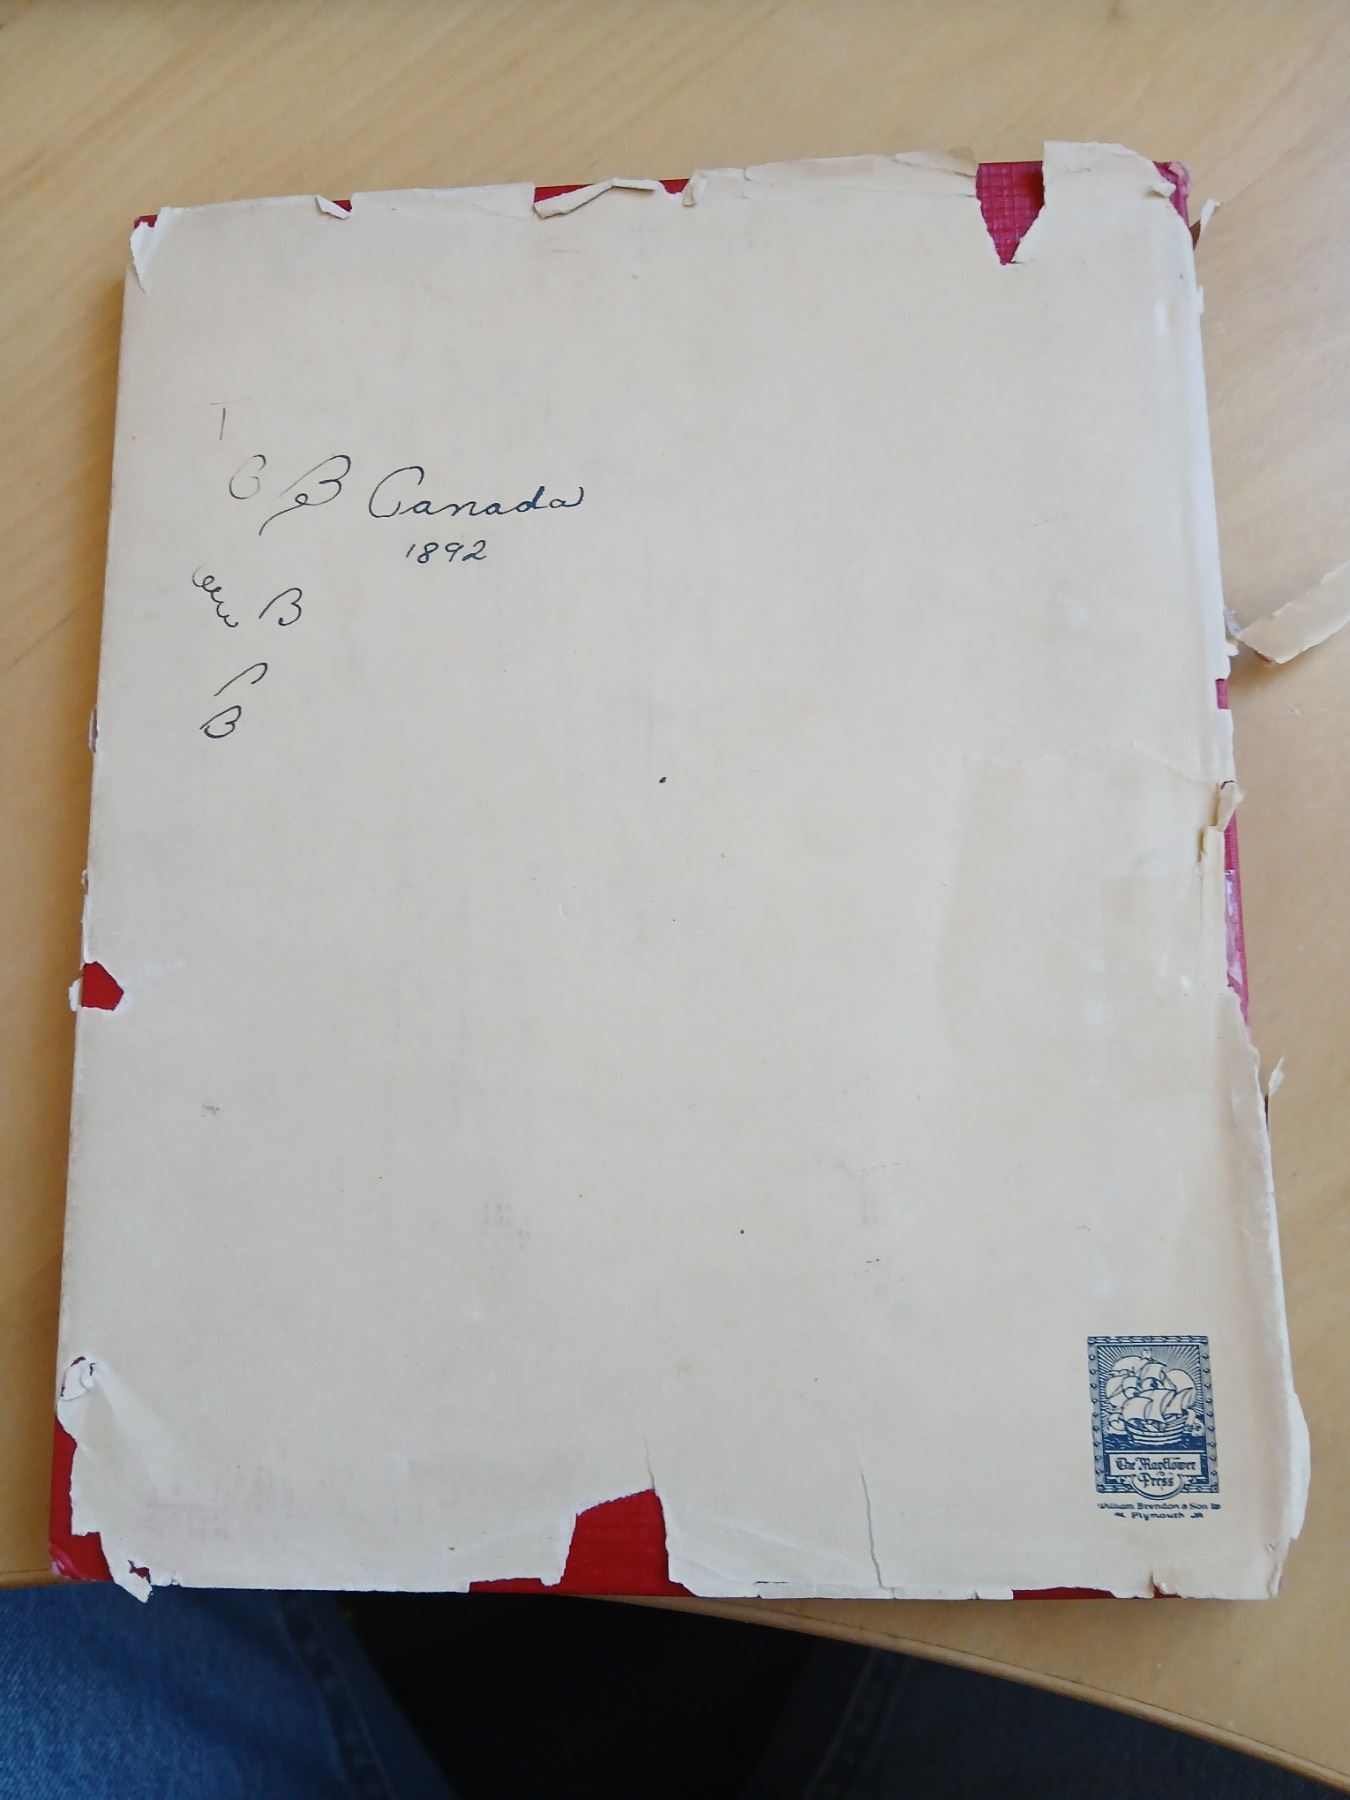 T
C B Canada
1892
B
B
The Mayflower
Press
William Brendon & Son Ltd
Plymouth